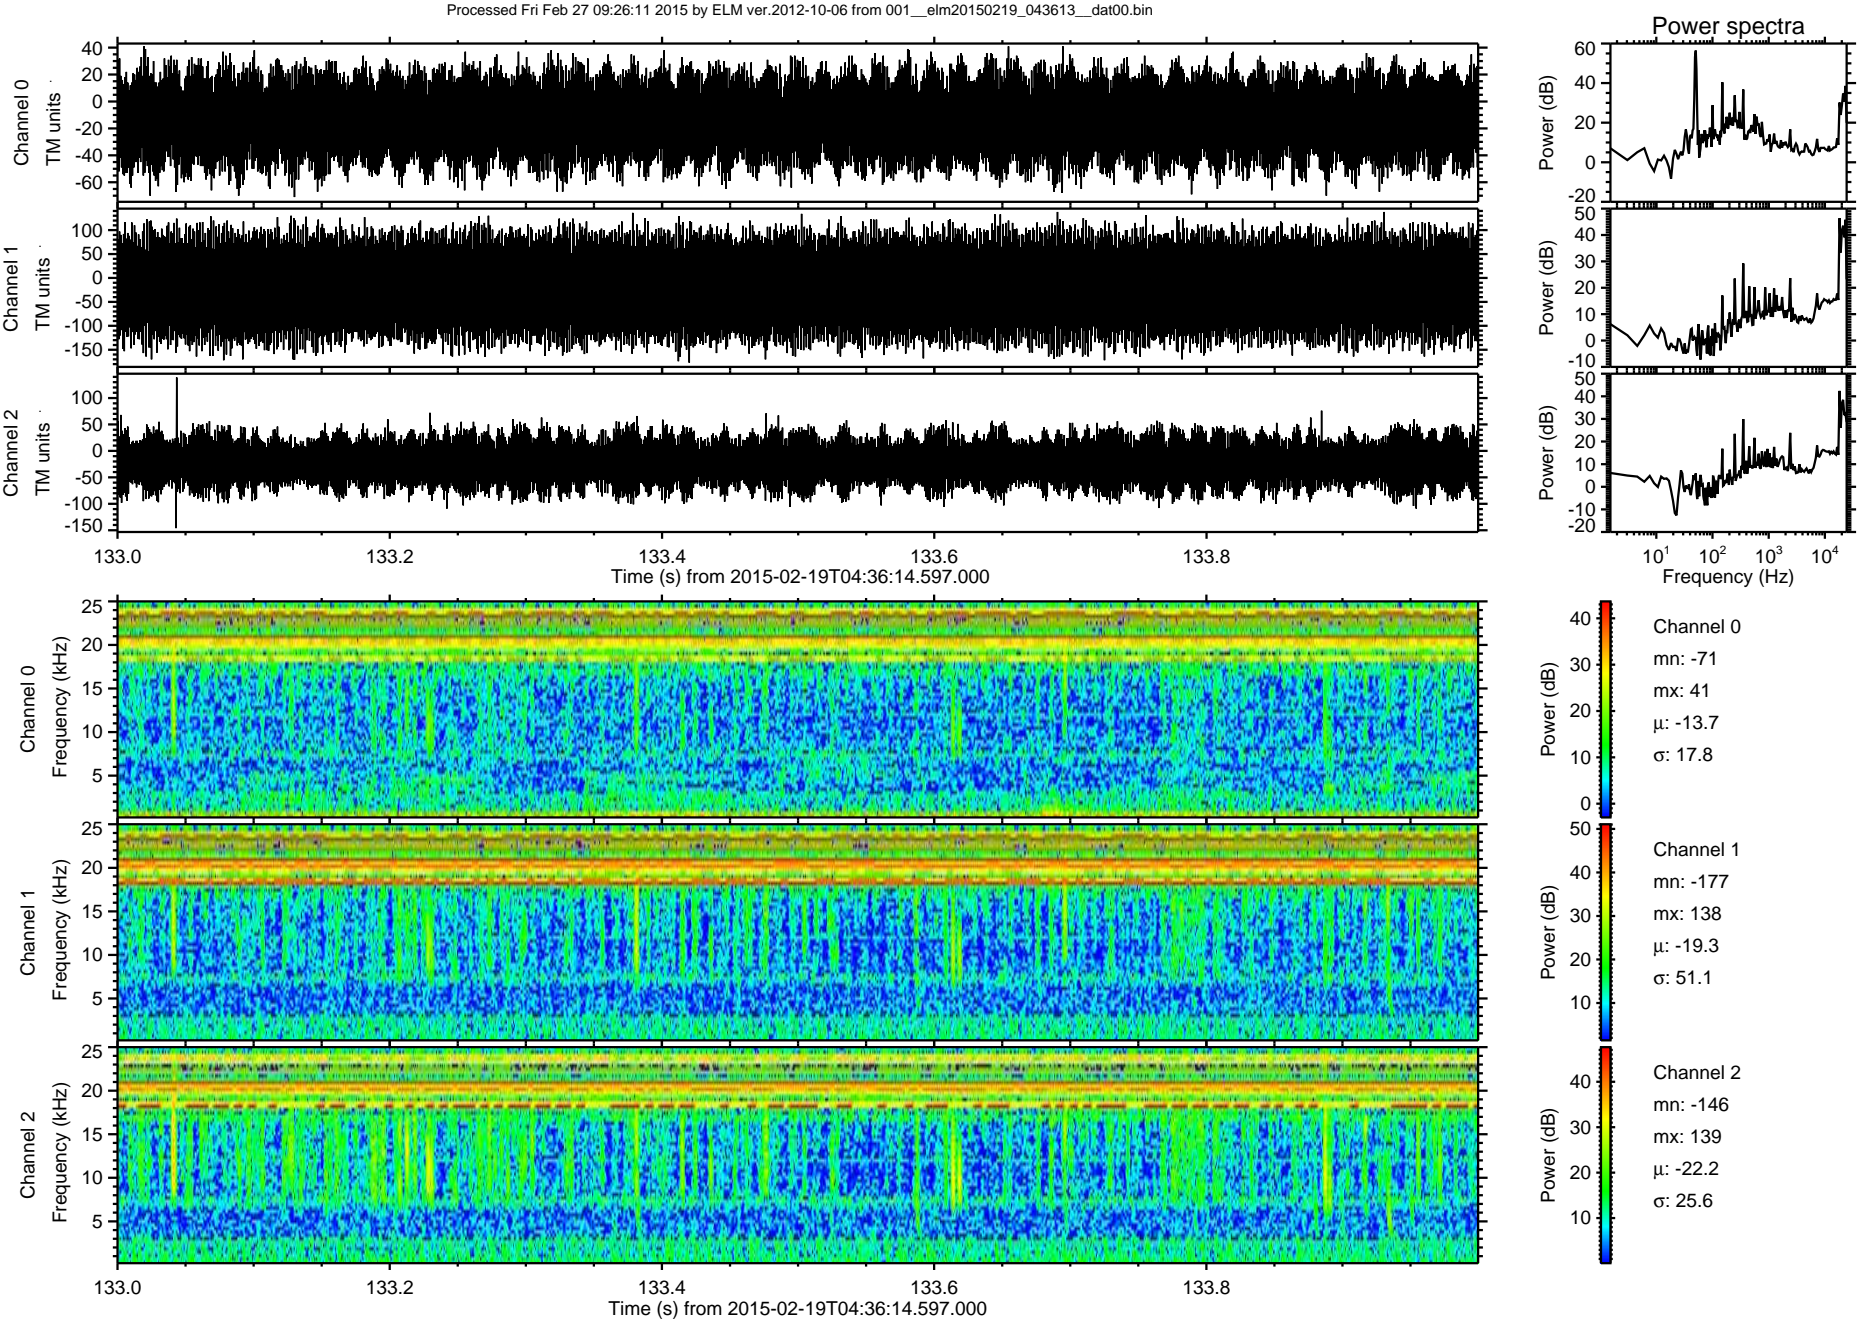 Processed Fri Feb 27 09:26:11 2015 by ELM ver.2012-10-06 from 001__elm20150219_043613__dat00.bin
Power spectra
Channel 0
TM units
40
20
0
-20
-40
-60
Power (dB)
60
40
20
0
-20
Channel 1
TM units
100
50
0
-50
-100
-150
Power (dB)
50
40
30
20
10
0
-10
Channel 2
TM units
100
50
0
-50
-100
-150
Power (dB)
50
40
30
20
10
0
-10
-20
133.0 133.2 133.4 133.6 133.8
Time (s) from 2015-02-19T04:36:14.597.000
10^1 10^2 10^3 10^4
Frequency (Hz)
Channel 0
Frequency (kHz)
25
20
15
10
5
Power (dB)
40
30
20
10
0
Channel 0
mn: -71
mx: 41
μ: -13.7
σ: 17.8
Channel 1
Frequency (kHz)
25
20
15
10
5
Power (dB)
50
40
30
20
10
Channel 1
mn: -177
mx: 138
μ: -19.3
σ: 51.1
Channel 2
Frequency (kHz)
25
20
15
10
5
Power (dB)
40
30
20
10
Channel 2
mn: -146
mx: 139
μ: -22.2
σ: 25.6
133.0 133.2 133.4 133.6 133.8
Time (s) from 2015-02-19T04:36:14.597.000